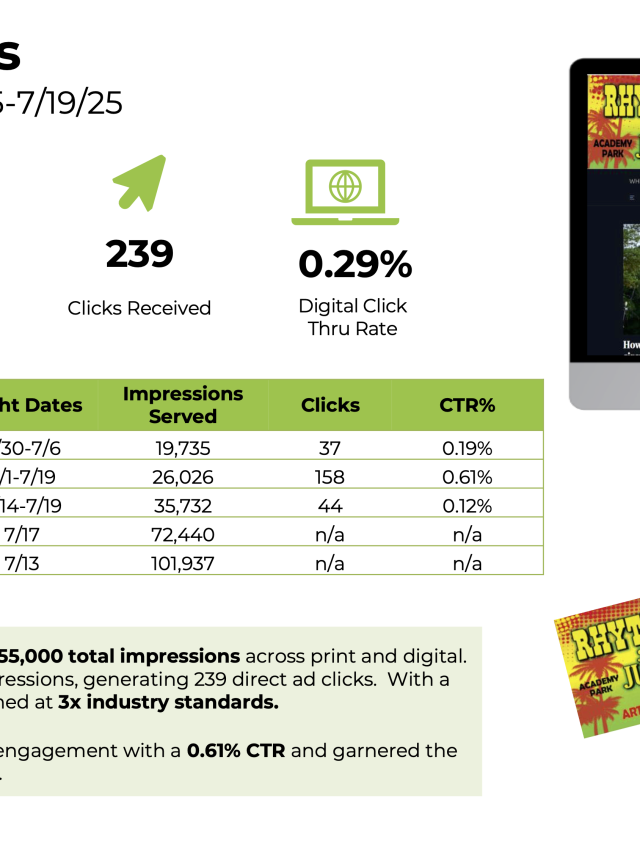 s
5-7/19/25
239
Clicks Received
0.29%
Digital Click
Thru Rate
ht Dates Impressions Served Clicks CTR%
/30-7/6 19,735 37 0.19%
/1-7/19 26,026 158 0.61%
14-7/19 35,732 44 0.12%
7/17 72,440 n/a n/a
7/13 101,937 n/a n/a
55,000 total impressions across print and digital.
ressions, generating 239 direct ad clicks. With a
ned at 3x industry standards.
engagement with a 0.61% CTR and garnered the
.
RHY
ACADEMY
PARK
J
WH
How
RHYT
ACADEMY
PARK
JU
ART